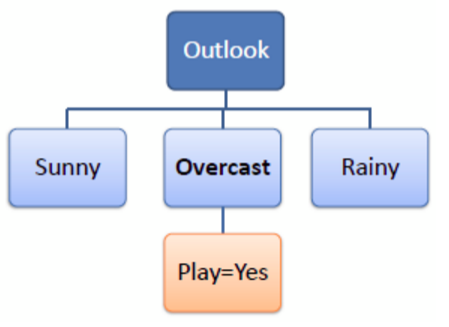 Outlook
Sunny
Overcast
Rainy
Play=Yes